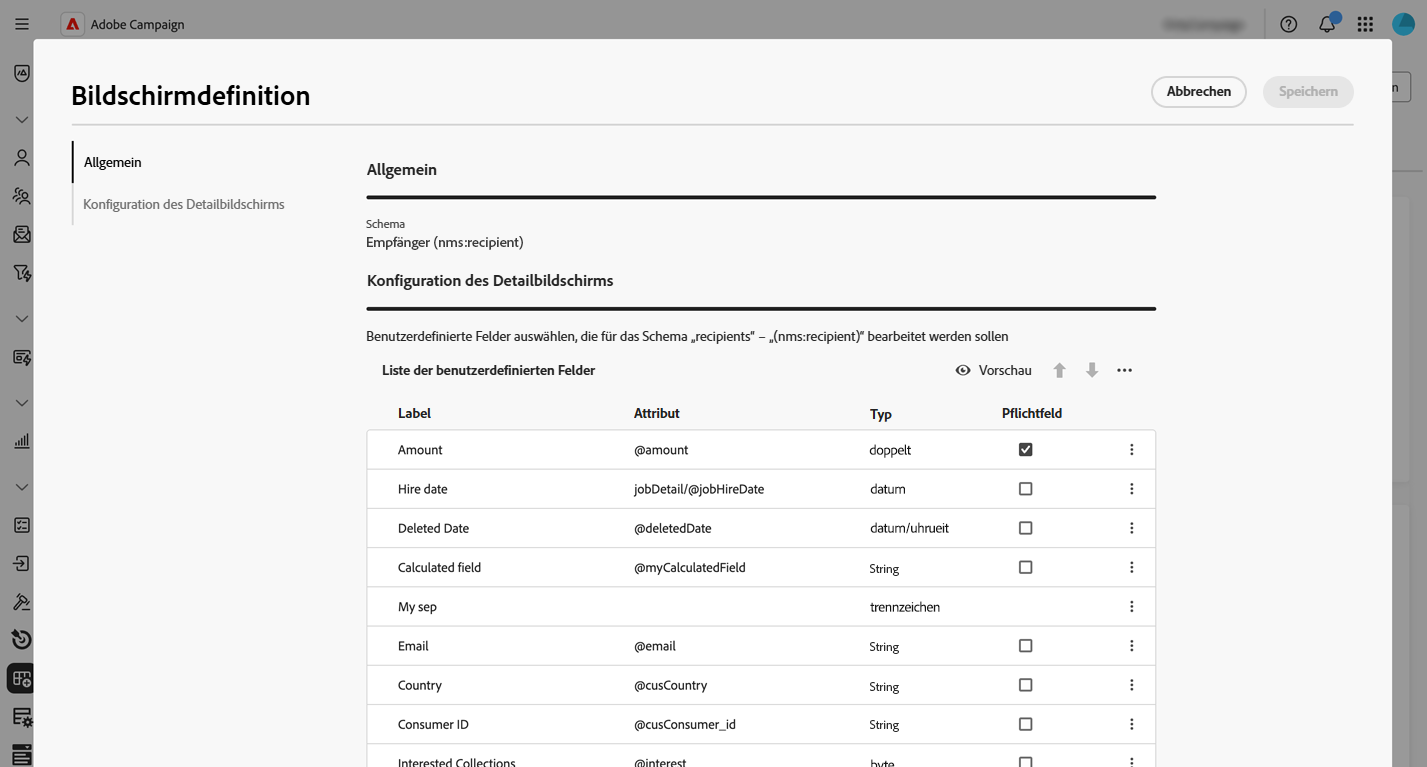 Adobe Campaign
Bildschirmdefinition
Abbrechen
Speichern
n
Allgemein
Konfiguration des Detailbildschirms
Allgemein
Schema
Empfänger (nms:recipient)
Konfiguration des Detailbildschirms
Benutzerdefinierte Felder auswählen, die für das Schema „recipients“ – „(nms:recipient)“ bearbeitet werden sollen
Liste der benutzerdefinierten Felder
Vorschau
Label Attribut Typ Pflichtfeld
Amount @amount doppelt
Hire date jobDetail/@jobHireDate datum
Deleted Date @deletedDate datum/uhrueit
Calculated field @myCalculatedField String
My sep trennzeichen
Email @email String
Country @cusCountry String
Consumer ID @cusConsumer_id String
Interested Collections @interest byte